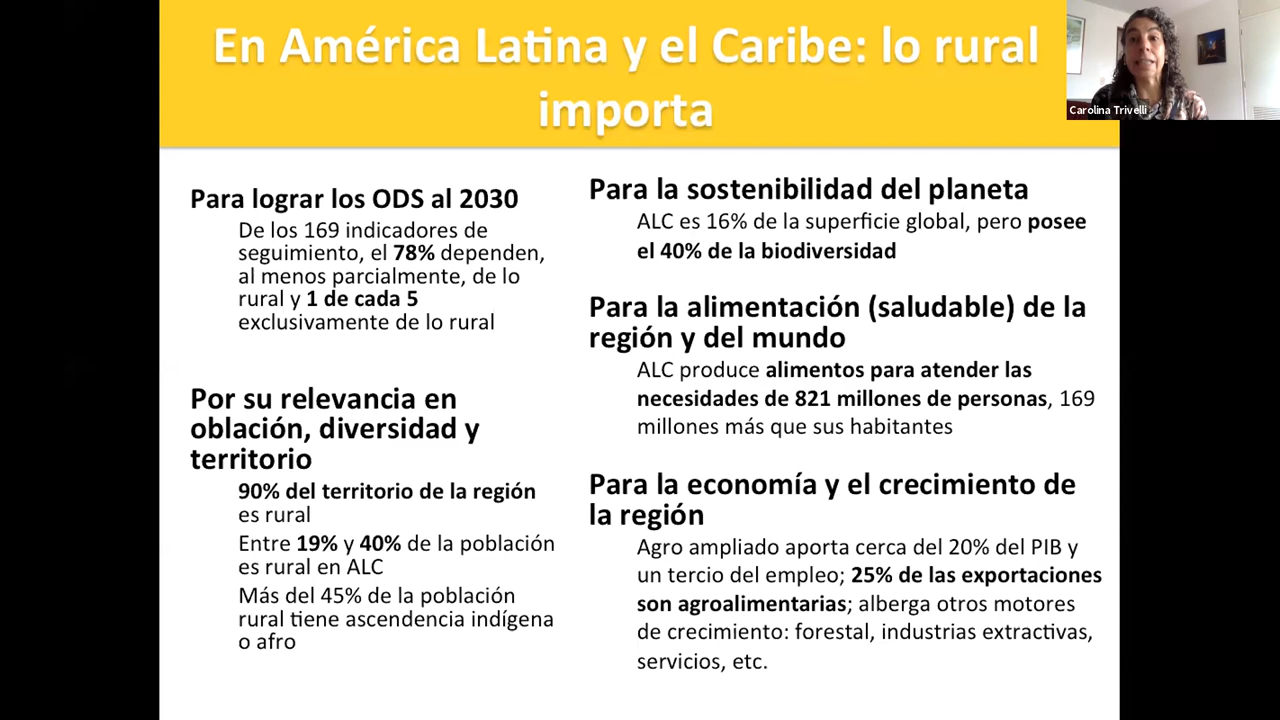 En América Latina y el Caribe: lo rural
importa
Carolina Trivelli
Para lograr los ODS al 2030
De los 169 indicadores de
seguimiento, el 78% dependen,
al menos parcialmente, de lo
rural y 1 de cada 5
exclusivamente de lo rural
Por su relevancia en
oblación, diversidad y
territorio
90% del territorio de la región
es rural
Entre 19% y 40% de la población
es rural en ALC
Más del 45% de la población
rural tiene ascendencia indígena
o afro
Para la sostenibilidad del planeta
ALC es 16% de la superficie global, pero posee
el 40% de la biodiversidad
Para la alimentación (saludable) de la
región y del mundo
ALC produce alimentos para atender las
necesidades de 821 millones de personas, 169
millones más que sus habitantes
Para la economía y el crecimiento de
la región
Agro ampliado aporta cerca del 20% del PIB y
un tercio del empleo; 25% de las exportaciones
son agroalimentarias; alberga otros motores
de crecimiento: forestal, industrias extractivas,
servicios, etc.